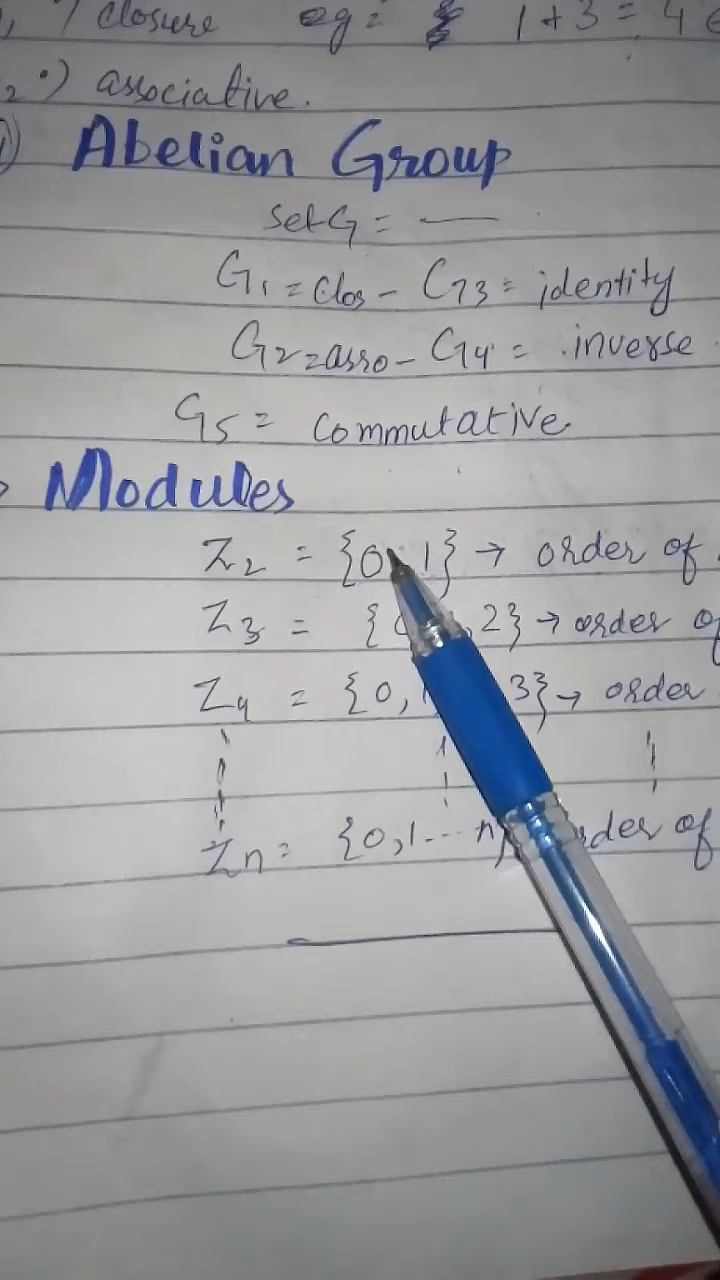 closure eg = 1 + 3 = 4
2.) associative.
Abelian Group
set G = —
G1 = Clos - G3 = identity
G2 = asso - G4 = inverse
G5 = Commutative
Modules
Z2 = {0, 1} → order of
Z3 = { , 2} → order of
Z4 = {0, 3} → order
Zn = {0,1... n order of